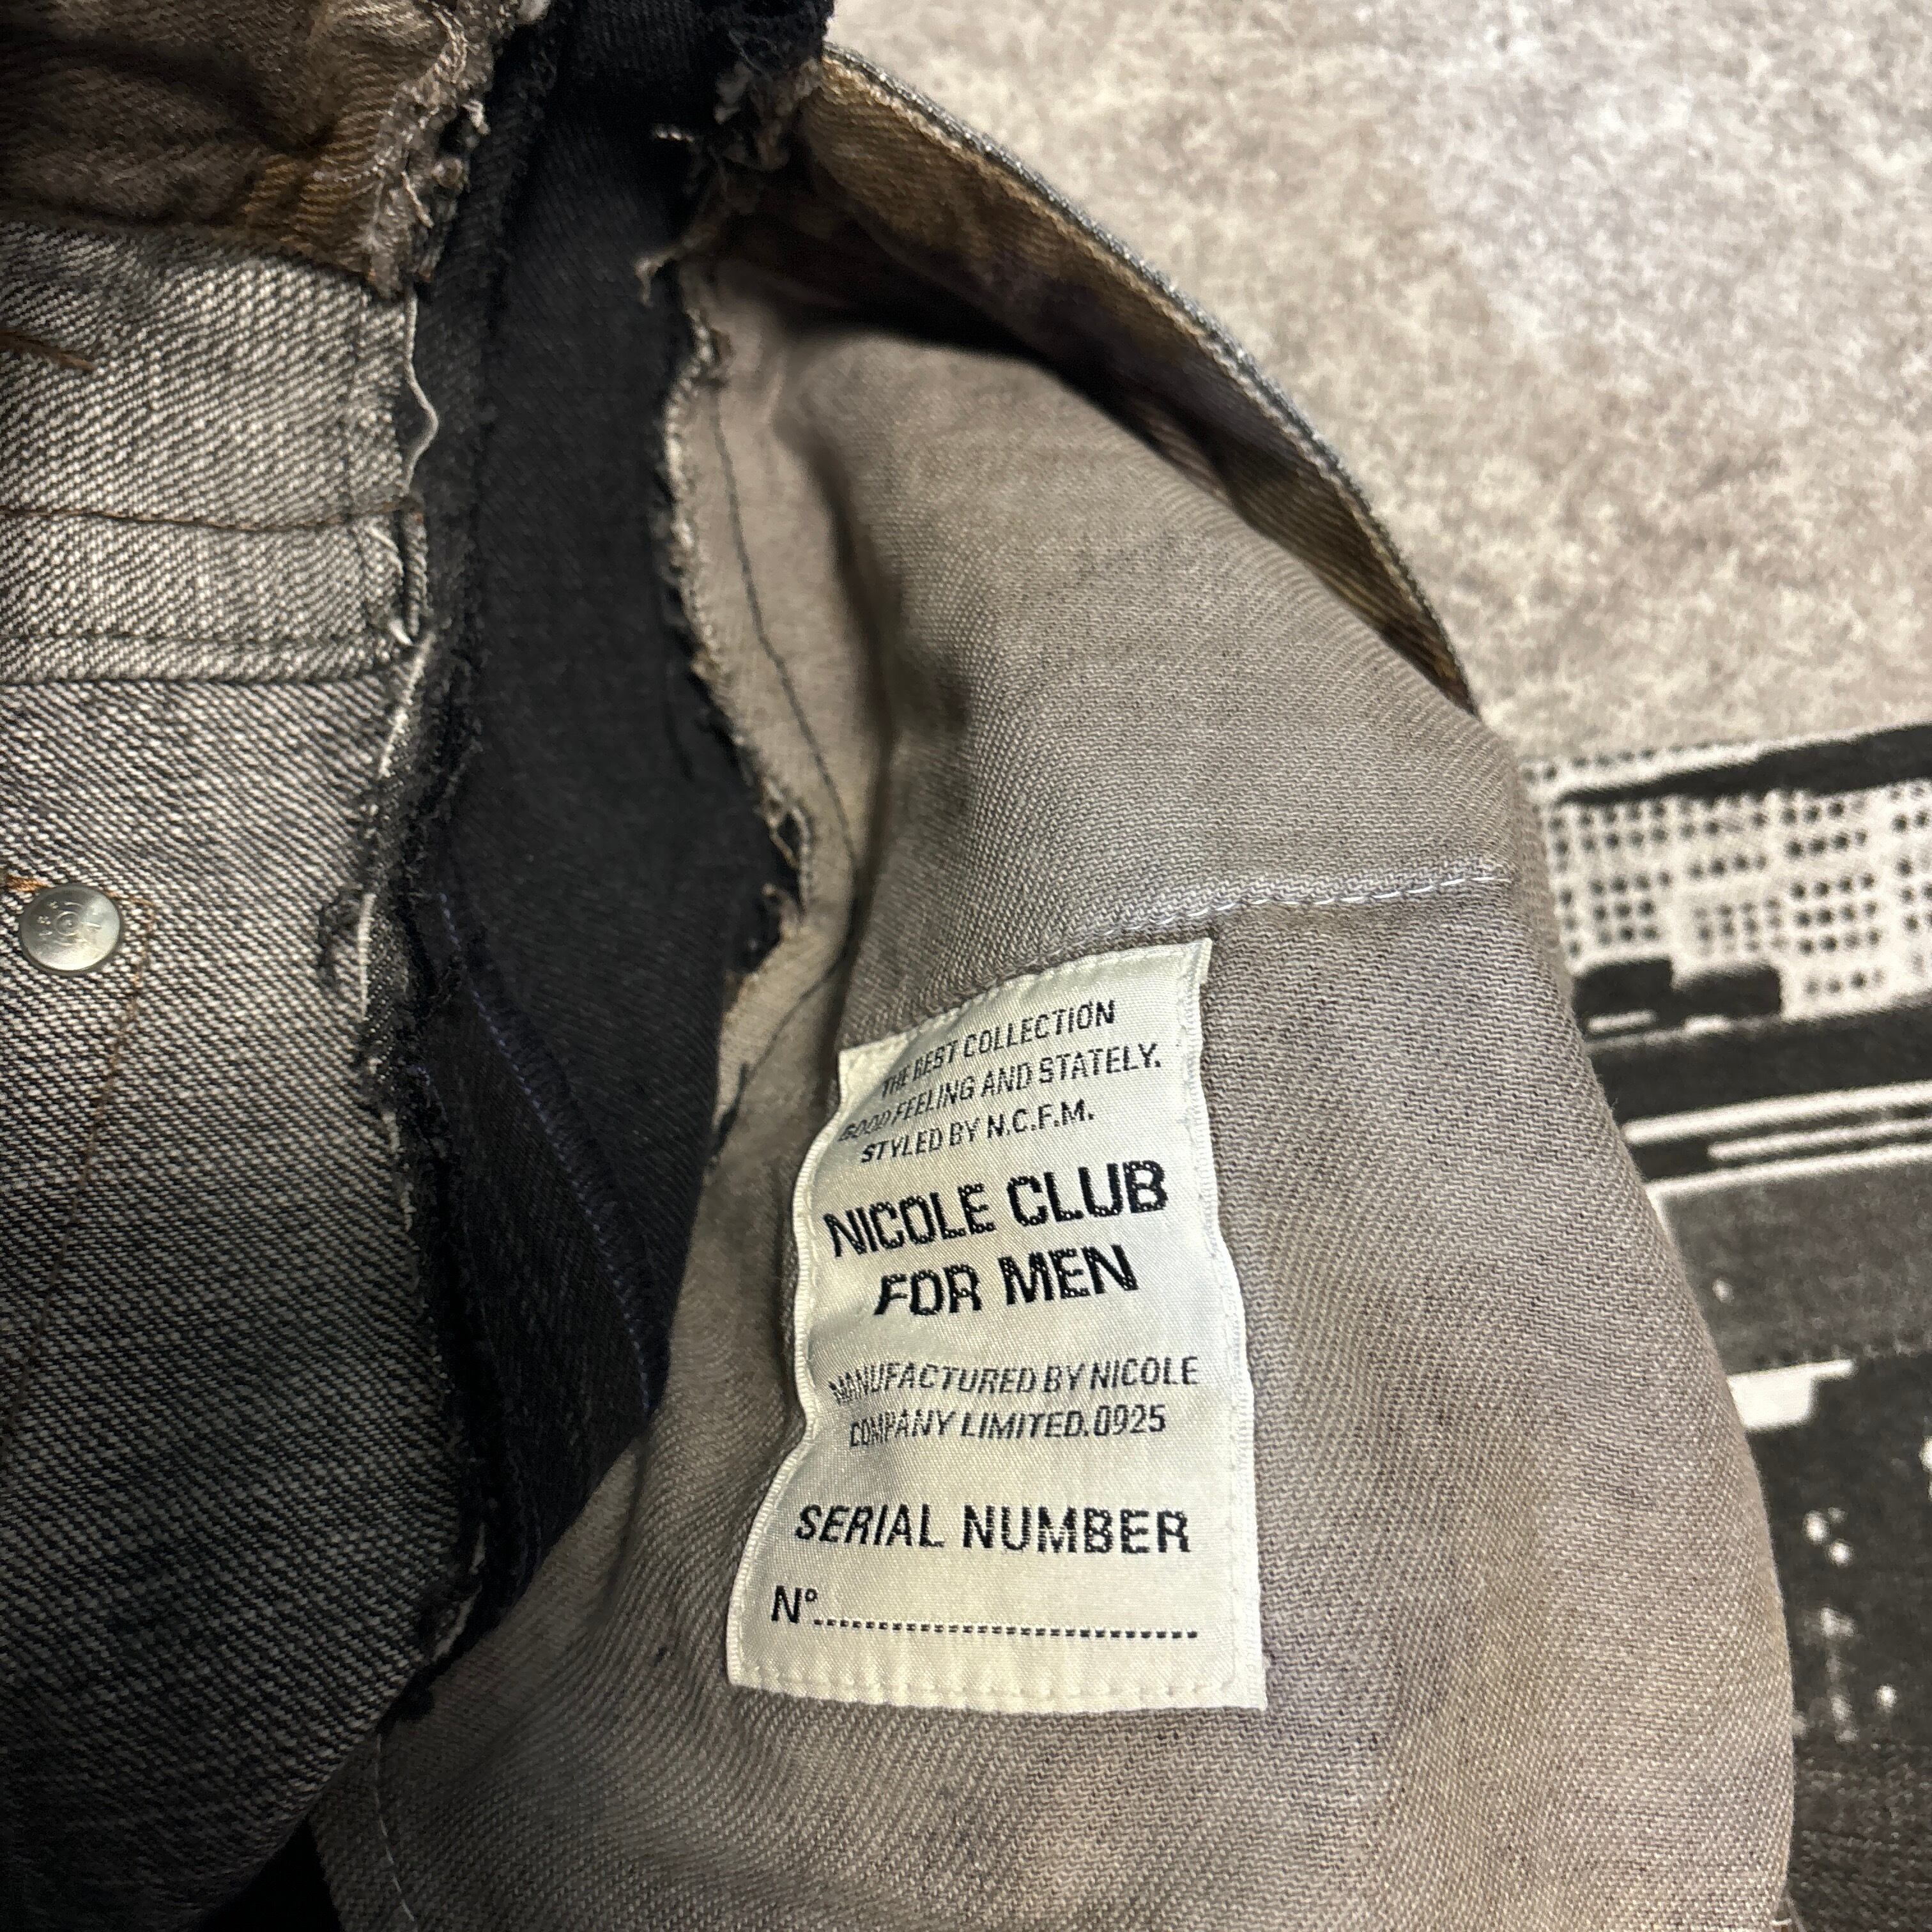 THE BEST COLLECTION
GOOD FEELING AND STATELY.
STYLED BY N.C.F.M.
NICOLE CLUB
FOR MEN
MANUFACTURED BY NICOLE
COMPANY LIMITED.0925
SERIAL NUMBER
Nº..............................